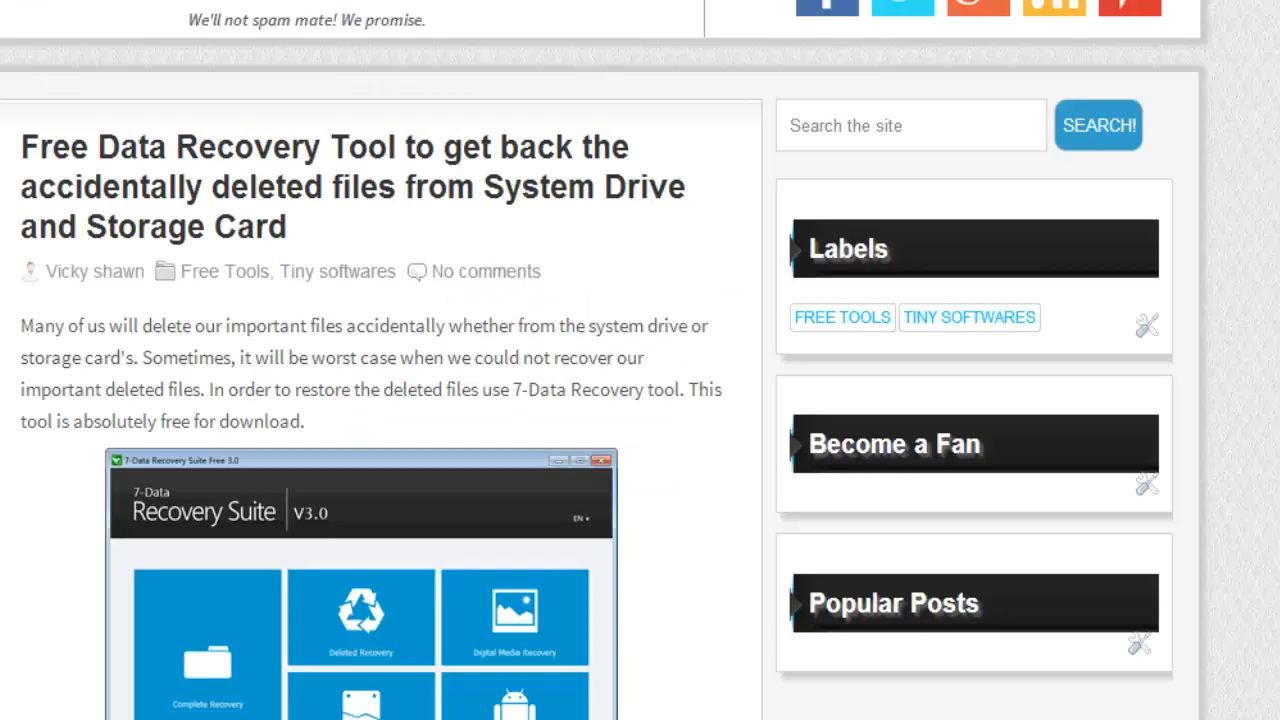 We'll not spam mate! We promise.
Free Data Recovery Tool to get back the
accidentally deleted files from System Drive
and Storage Card
Vicky shawn Free Tools, Tiny softwares No comments
Many of us will delete our important files accidentally whether from the system drive or
storage card's. Sometimes, it will be worst case when we could not recover our
important deleted files. In order to restore the deleted files use 7-Data Recovery tool. This
tool is absolutely free for download.
7-Data Recovery Suite Free 3.0
7-Data
Recovery Suite V3.0
EN
Deleted Recovery
Digital Media Recovery
Complete Recovery
Search the site
SEARCH!
Labels
FREE TOOLS
TINY SOFTWARES
Become a Fan
Popular Posts